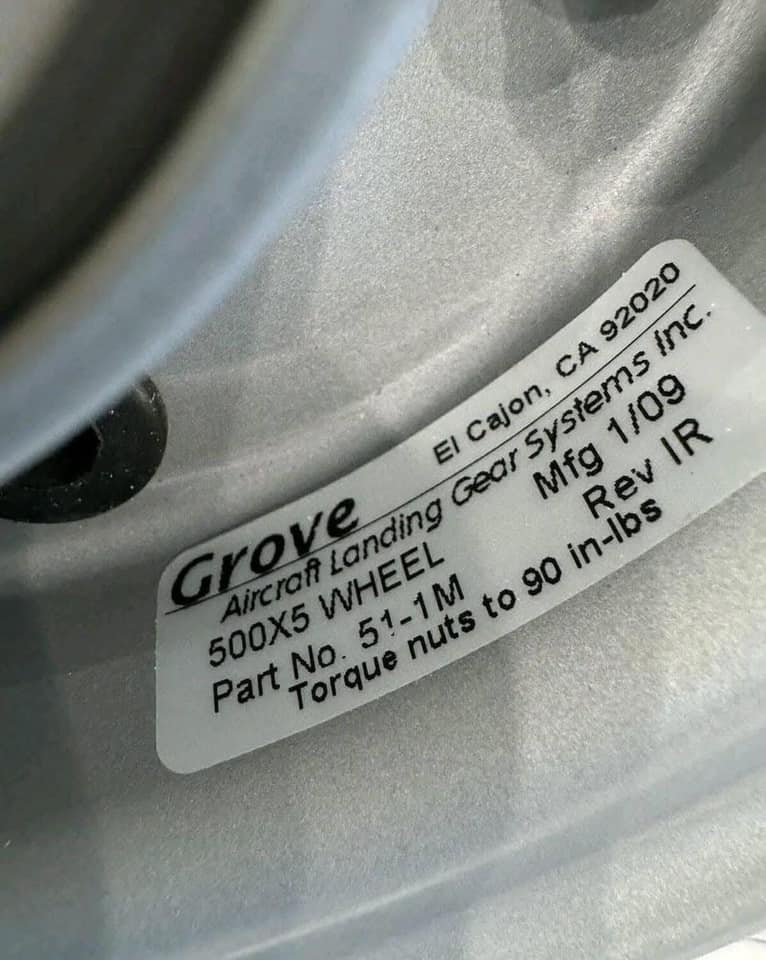 El Cajon, CA 92020
Grove
Aircraft Landing Gear Systems Inc.
500X5 WHEEL Mfg 1/09
Part No. 51-1M Rev IR
Torque nuts to 90 in-lbs